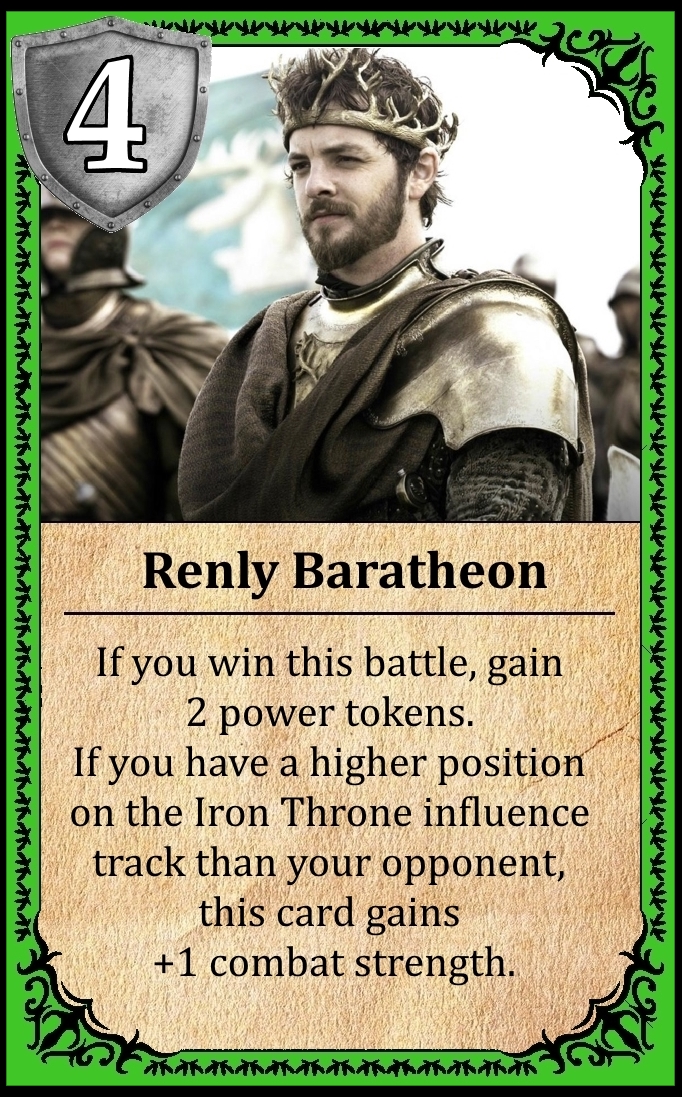 4
Renly Baratheon
If you win this battle, gain
2 power tokens.
If you have a higher position
on the Iron Throne influence
track than your opponent,
this card gains
+1 combat strength.